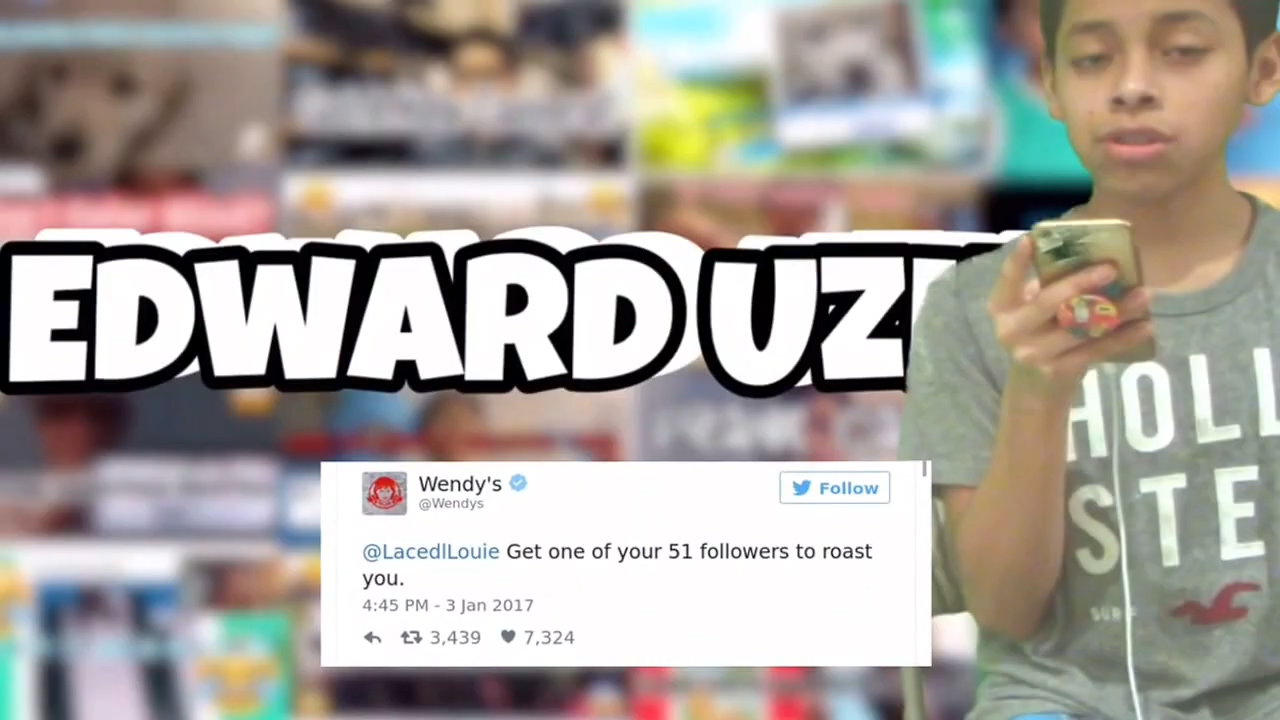 EDWARD UZI
HOLL
STE
Wendy's
@Wendys
Follow
@LacedlLouie Get one of your 51 followers to roast
you.
4:45 PM - 3 Jan 2017
3,439 7,324